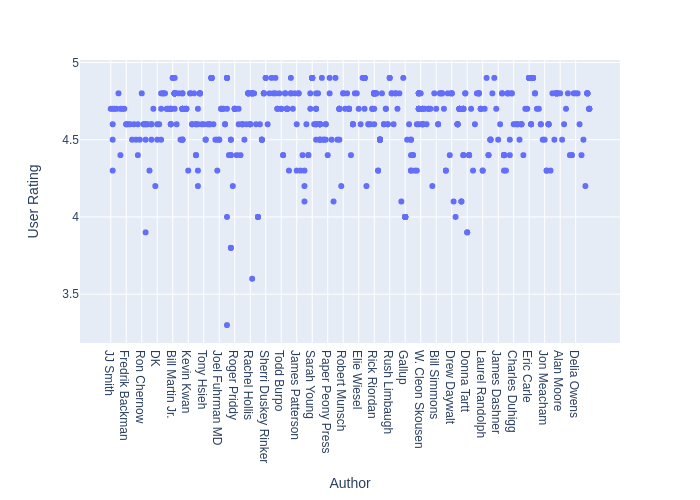 5
4.5
4
3.5
User Rating
JJ Smith
Fredrik Backman
Ron Chernow
DK
Bill Martin Jr.
Kevin Kwan
Tony Hsieh
Joel Fuhrman MD
Roger Priddy
Rachel Hollis
Sherri Duskey Rinker
Todd Burpo
James Patterson
Sarah Young
Paper Peony Press
Robert Munsch
Elie Wiesel
Rick Riordan
Rush Limbaugh
Gallup
W. Cleon Skousen
Bill Simmons
Drew Daywalt
Donna Tartt
Laurel Randolph
James Dashner
Charles Duhigg
Eric Carle
Jon Meacham
Alan Moore
Delia Owens
Author